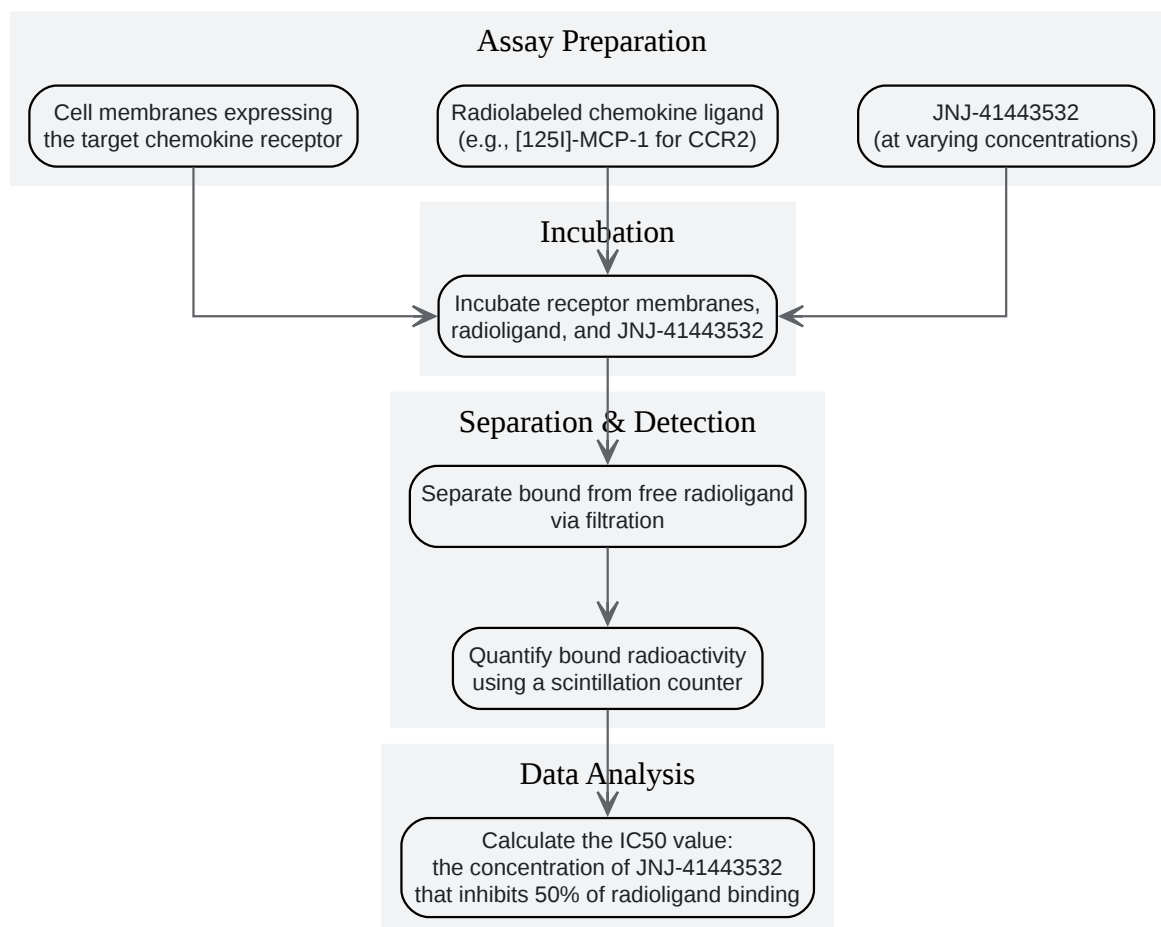 Assay Preparation
Cell membranes expressing
the target chemokine receptor
Radiolabeled chemokine ligand
(e.g., [125I]-MCP-1 for CCR2)
JNJ-41443532
(at varying concentrations)
Incubation
Incubate receptor membranes,
radioligand, and JNJ-41443532
Separation & Detection
Separate bound from free radioligand
via filtration
Quantify bound radioactivity
using a scintillation counter
Data Analysis
Calculate the IC50 value:
the concentration of JNJ-41443532
that inhibits 50% of radioligand binding